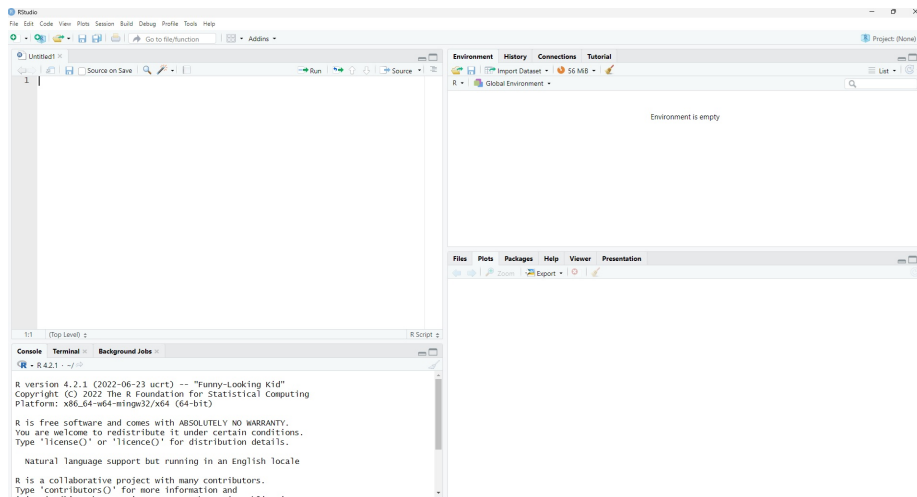 RStudio
File Edit Code View Plots Session Build Debug Profile Tools Help
Go to file/function Addins Project: (None)
Untitled1
Source on Save Run Source
1
1:1 (Top Level) R Script
Console Terminal Background Jobs
R 4.2.1 · ~/
R version 4.2.1 (2022-06-23 ucrt) -- "Funny-Looking Kid"
Copyright (C) 2022 The R Foundation for Statistical Computing
Platform: x86_64-w64-mingw32/x64 (64-bit)
R is free software and comes with ABSOLUTELY NO WARRANTY.
You are welcome to redistribute it under certain conditions.
Type 'license()' or 'licence()' for distribution details.
Natural language support but running in an English locale
R is a collaborative project with many contributors.
Type 'contributors()' for more information and
Environment History Connections Tutorial
Import Dataset 56 MiB List
R Global Environment
Environment is empty
Files Plots Packages Help Viewer Presentation
Zoom Export